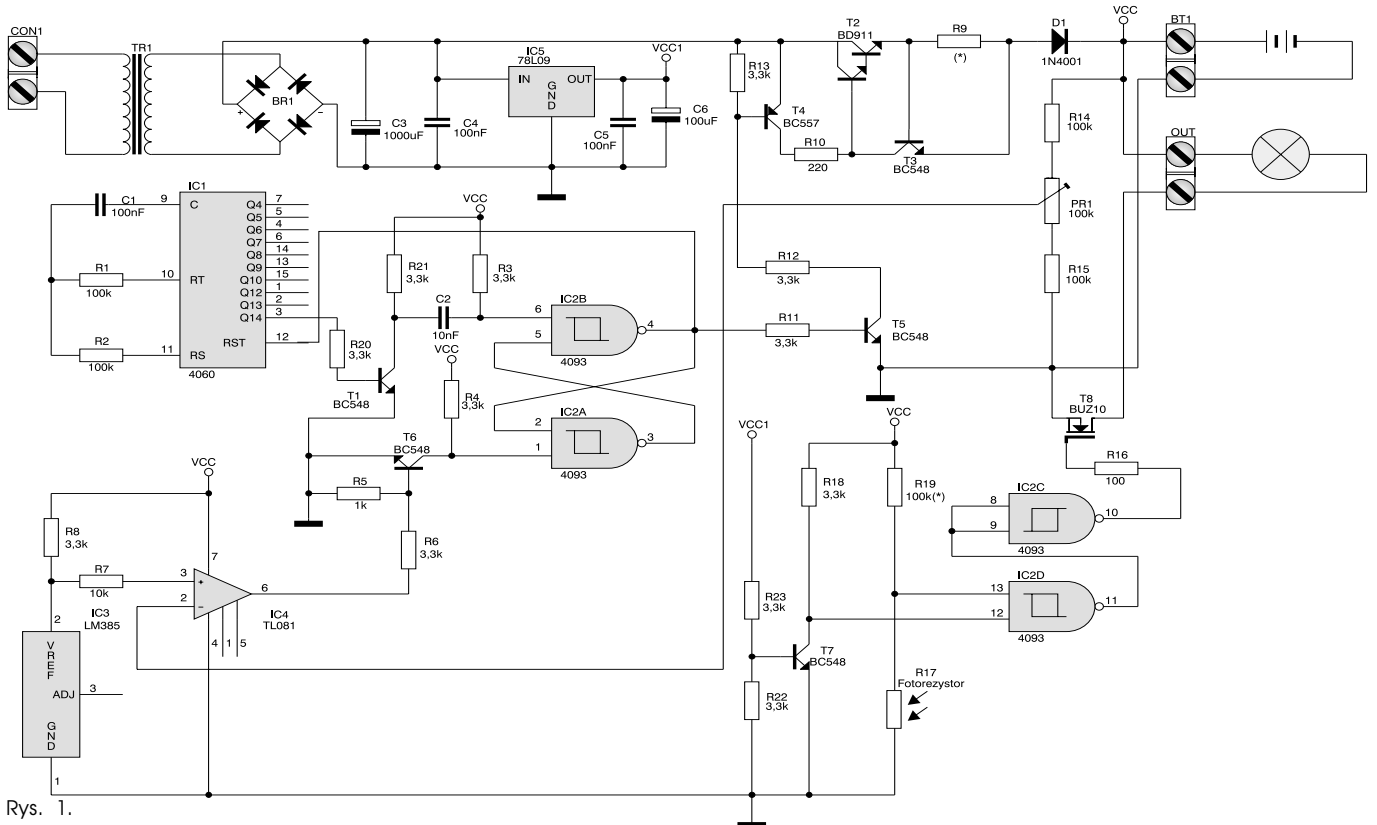 CON1
TR1
BR1
+
−
C3
1000uF
C4
100nF
IC5
78L09
IN
OUT
GND
C5
100nF
VCC1
C6
100uF
R13
3,3k
T4
BC557
R10
220
T2
BD911
T3
BC548
R9
(*)
D1
1N4001
VCC
BT1
R14
100k
PR1
100k
R15
100k
OUT
C1
100nF
R1
100k
R2
100k
IC1
9
C
10
RT
11
RS
4060
Q4
7
Q5
5
Q6
4
Q7
6
Q8
14
Q9
13
Q10
15
Q12
1
Q13
2
Q14
3
RST
12
R20
3,3k
T1
BC548
VCC
R21
3,3k
R3
3,3k
C2
10nF
VCC
R4
3,3k
IC2B
6
5
4
4093
IC2A
2
1
3
4093
R12
3,3k
R11
3,3k
T5
BC548
T6
BC548
R5
1k
R6
3,3k
VCC
R8
3,3k
R7
10k
3
+
2
−
7
6
4
1
5
IC4
TL081
IC3
LM385
2
VREF
ADJ
3
GND
1
VCC1
R23
3,3k
R22
3,3k
T7
BC548
VCC
R18
3,3k
R19
100k(*)
R17
Fotorezystor
T8
BUZ10
R16
100
IC2C
8
9
10
4093
IC2D
13
12
11
4093
Rys. 1.